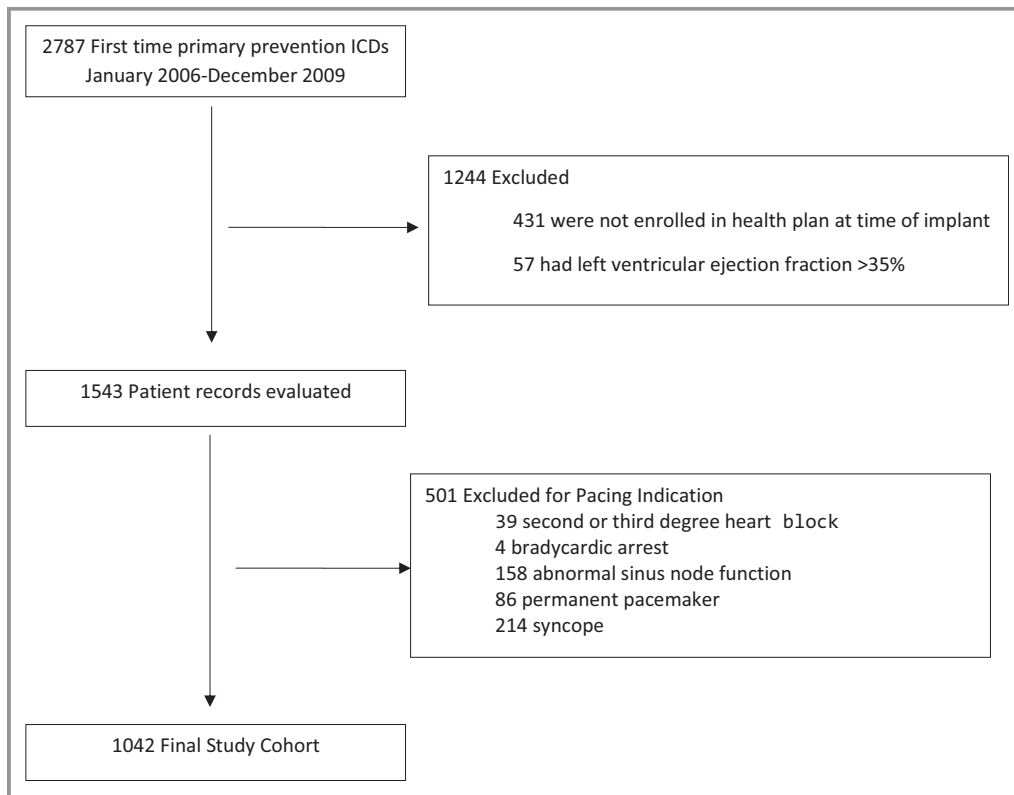 2787 First time primary prevention ICDs
January 2006-December 2009
1244 Excluded
431 were not enrolled in health plan at time of implant
57 had left ventricular ejection fraction >35%
1543 Patient records evaluated
501 Excluded for Pacing Indication
39 second or third degree heart block
4 bradycardic arrest
158 abnormal sinus node function
86 permanent pacemaker
214 syncope
1042 Final Study Cohort